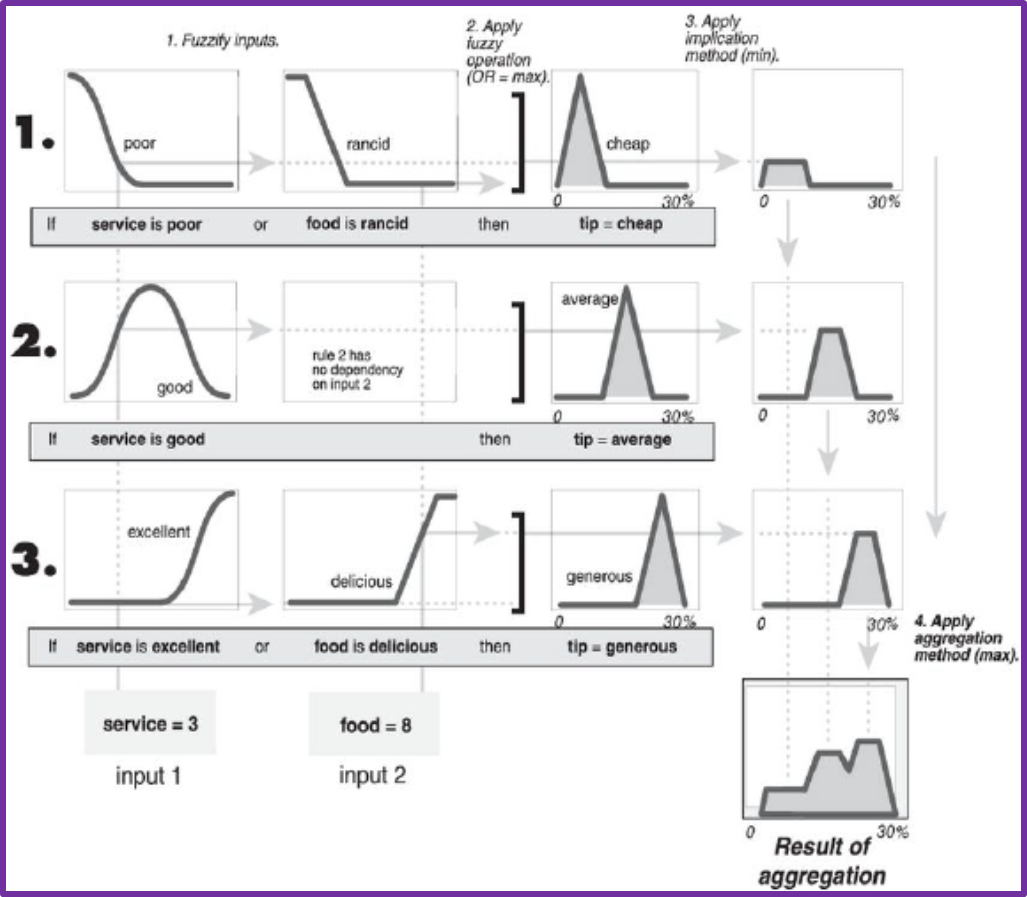 1. Fuzzify inputs.
2. Apply
fuzzy
operation
(OR = max).
3. Apply
implication
method (min).
1.
poor
rancid
cheap
0
30%
0
30%
If service is poor or food is rancid then tip = cheap
2.
good
rule 2 has
no dependency
on input 2
average
0
30%
0
30%
If service is good then tip = average
3.
excellent
delicious
generous
0
30%
0
30%
4. Apply
aggregation
method (max).
If service is excellent or food is delicious then tip = generous
service = 3
food = 8
input 1
input 2
0
30%
Result of
aggregation